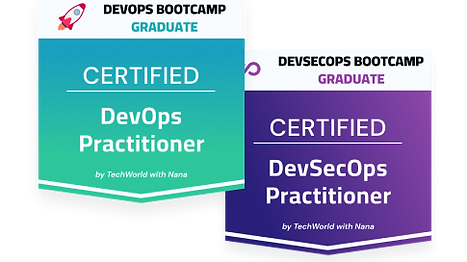 DEVOPS BOOTCAMP
GRADUATE
CERTIFIED
DevOps
Practitioner
by TechWorld with Nana
DEVSECOPS BOOTCAMP
GRADUATE
CERTIFIED
DevSecOps
Practitioner
by TechWorld with Nana